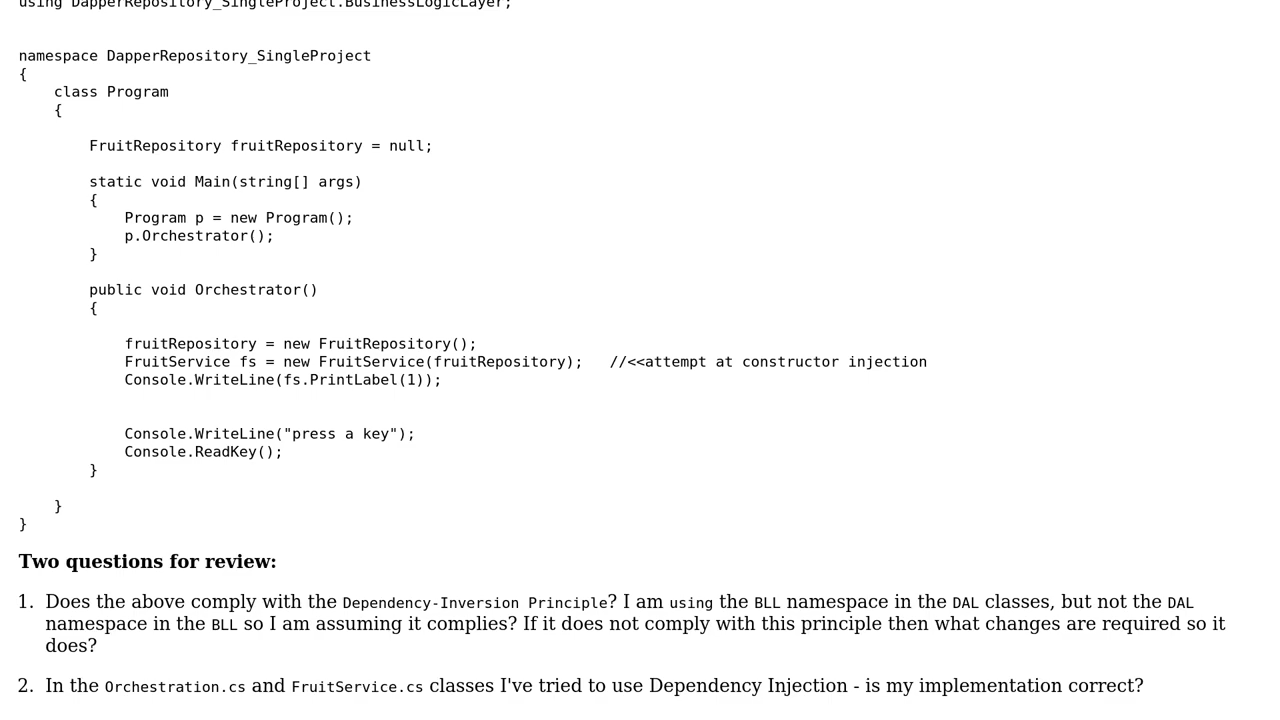 using DapperRepository_SingleProject.BusinessLogicLayer;
namespace DapperRepository_SingleProject
{
    class Program
    {
        FruitRepository fruitRepository = null;
        static void Main(string[] args)
        {
            Program p = new Program();
            p.Orchestrator();
        }
        public void Orchestrator()
        {
            fruitRepository = new FruitRepository();
            FruitService fs = new FruitService(fruitRepository);   //<<attempt at constructor injection
            Console.WriteLine(fs.PrintLabel(1));
            Console.WriteLine("press a key");
            Console.ReadKey();
        }
    }
}
Two questions for review:
1. Does the above comply with the Dependency-Inversion Principle? I am using the BLL namespace in the DAL classes, but not the DAL
namespace in the BLL so I am assuming it complies? If it does not comply with this principle then what changes are required so it
does?
2. In the Orchestration.cs and FruitService.cs classes I've tried to use Dependency Injection - is my implementation correct?